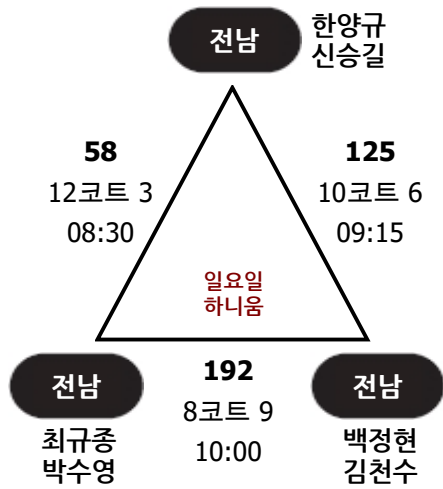 전남
한양규
신승길
58
12코트 3
08:30
125
10코트 6
09:15
일요일
하니움
전남
최규종
박수영
192
8코트 9
10:00
전남
백정현
김천수